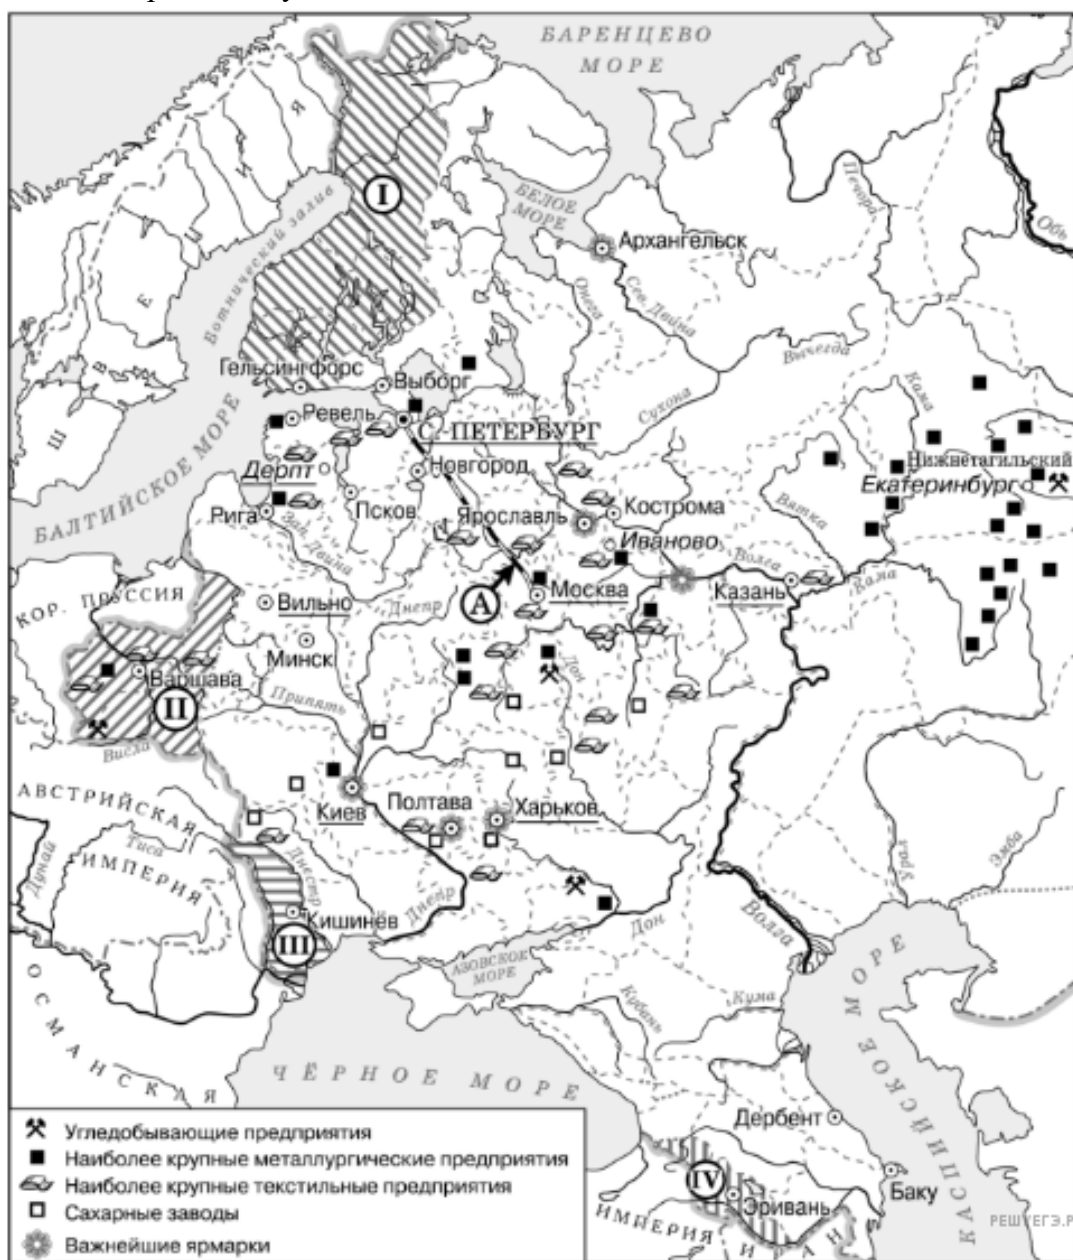 БАРЕНЦЕВО
МОРЕ
БЕЛОЕ
МОРЕ
Архангельск
Печора
Обь
I
Ботнический залив
Онега
Сев. Двина
Вычегда
Сухона
Кама
ШВЕЦИЯ
Гельсингфорс
Выборг
Ревель
С.-ПЕТЕРБУРГ
БАЛТИЙСКОЕ МОРЕ
Дерпт
Новгород
Псков
Рига
Зап. Двина
Ярославль
Кострома
Иваново
Вятка
Нижнетагильский
Екатеринбург
Волга
Кама
А
Москва
Казань
КОР. ПРУССИЯ
Вильно
Днепр
Минск
Дон
Варшава
II
Припять
Висла
Киев
Полтава
Харьков
АВСТРИЙСКАЯ
ИМПЕРИЯ
Тиса
Дунай
Днестр
Днепр
Кишинёв
III
Дон
Волга
Урал
Эмба
АЗОВСКОЕ
МОРЕ
Кубань
Кума
ОСМАНСКАЯ
ЧЁРНОЕ МОРЕ
КАСПИЙСКОЕ МОРЕ
Дербент
Баку
IV
Эривань
ИМПЕРИЯ
ИРАН
Угледобывающие предприятия
Наиболее крупные металлургические предприятия
Наиболее крупные текстильные предприятия
Сахарные заводы
Важнейшие ярмарки